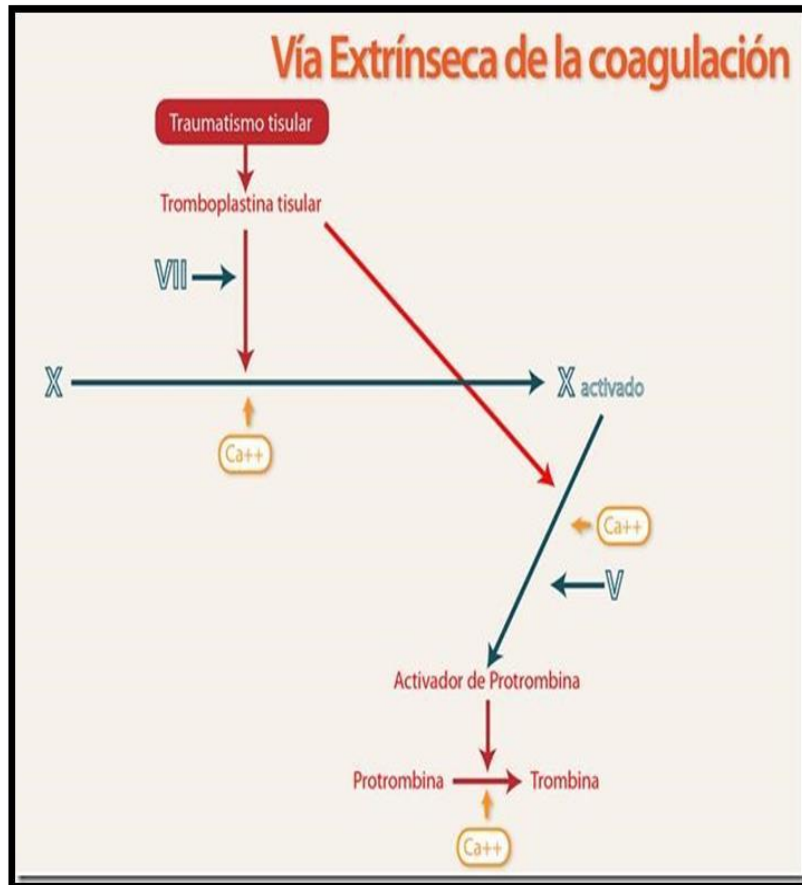 Vía Extrínseca de la coagulación
Traumatismo tisular
Tromboplastina tisular
VII
X
X activado
Ca++
Ca++
V
Activador de Protrombina
Protrombina
Trombina
Ca++